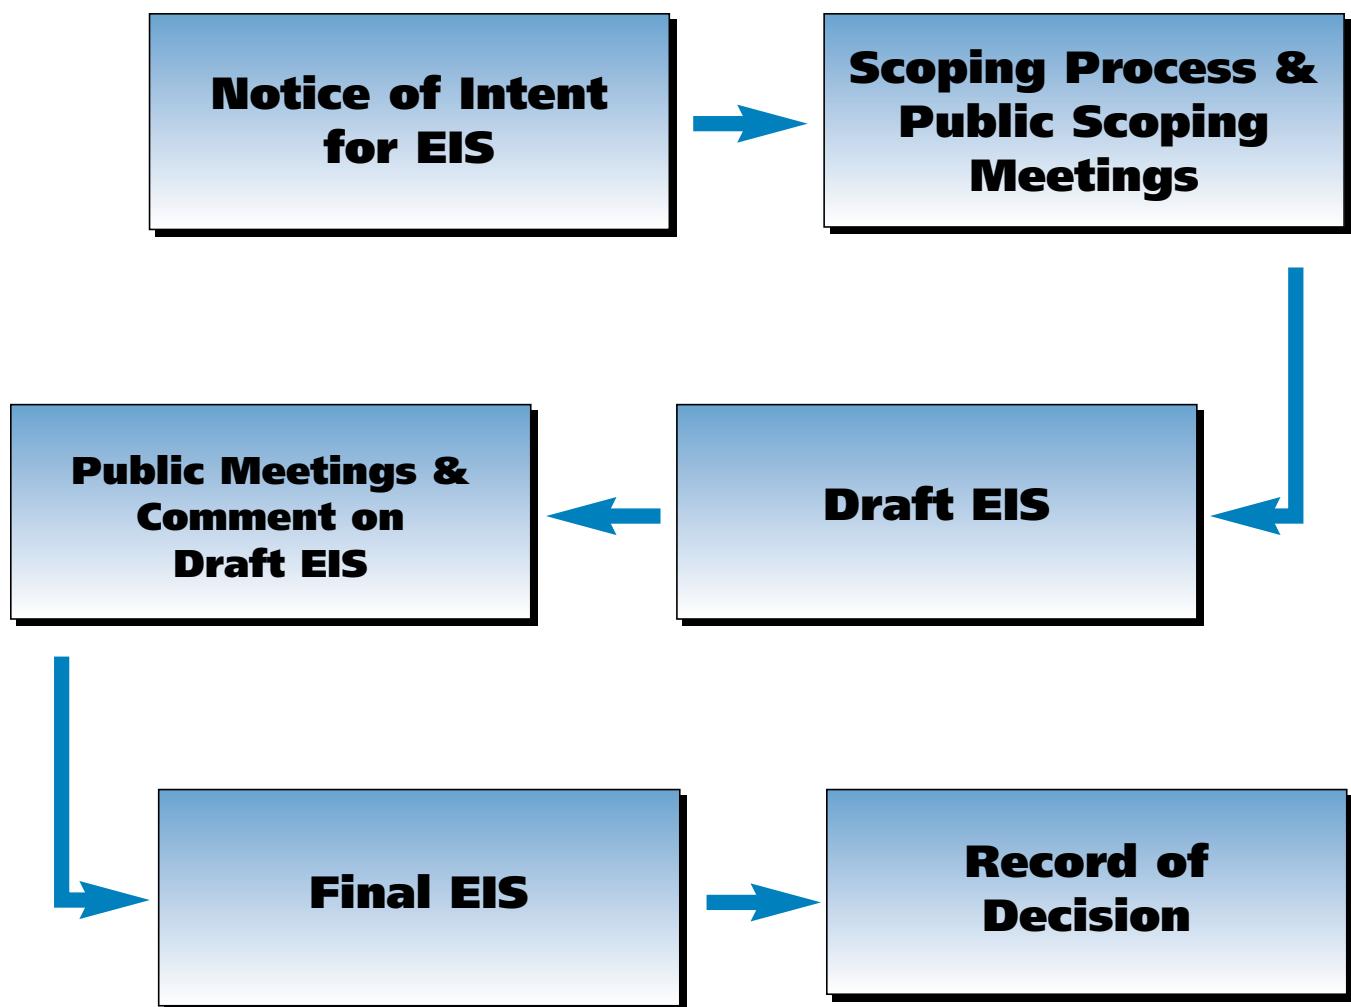 Notice of Intent
for EIS
Scoping Process &
Public Scoping
Meetings
Draft EIS
Public Meetings &
Comment on
Draft EIS
Final EIS
Record of
Decision